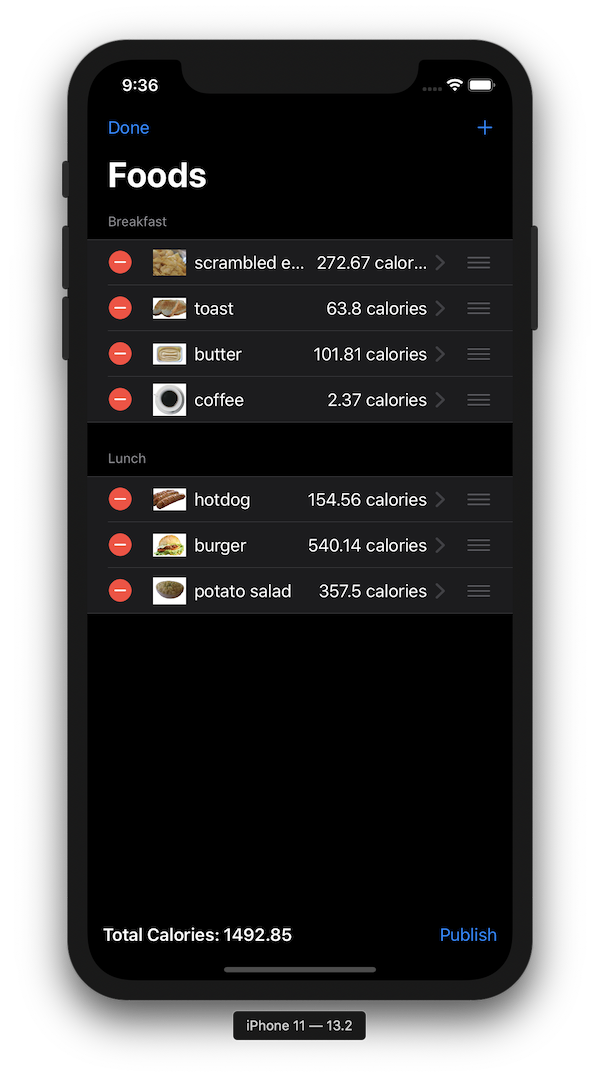 9:36
Done +
Foods
Breakfast
scrambled e... 272.67 calor...
toast 63.8 calories
butter 101.81 calories
coffee 2.37 calories
Lunch
hotdog 154.56 calories
burger 540.14 calories
potato salad 357.5 calories
Total Calories: 1492.85 Publish
iPhone 11 — 13.2